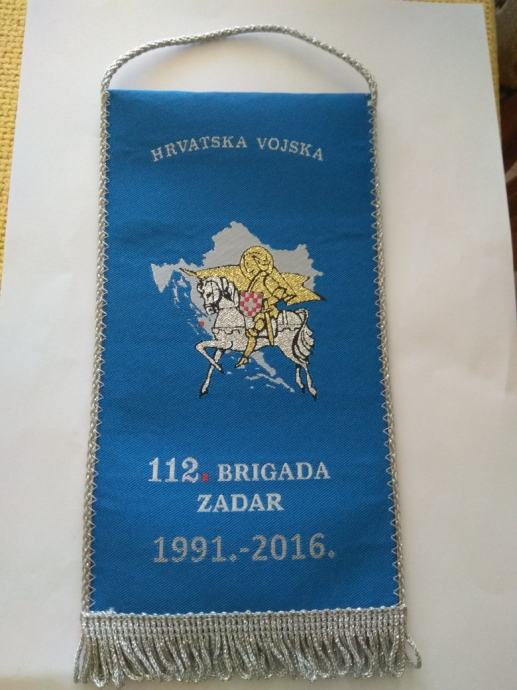 HRVATSKA VOJSKA
112. BRIGADA
ZADAR
1991.-2016.